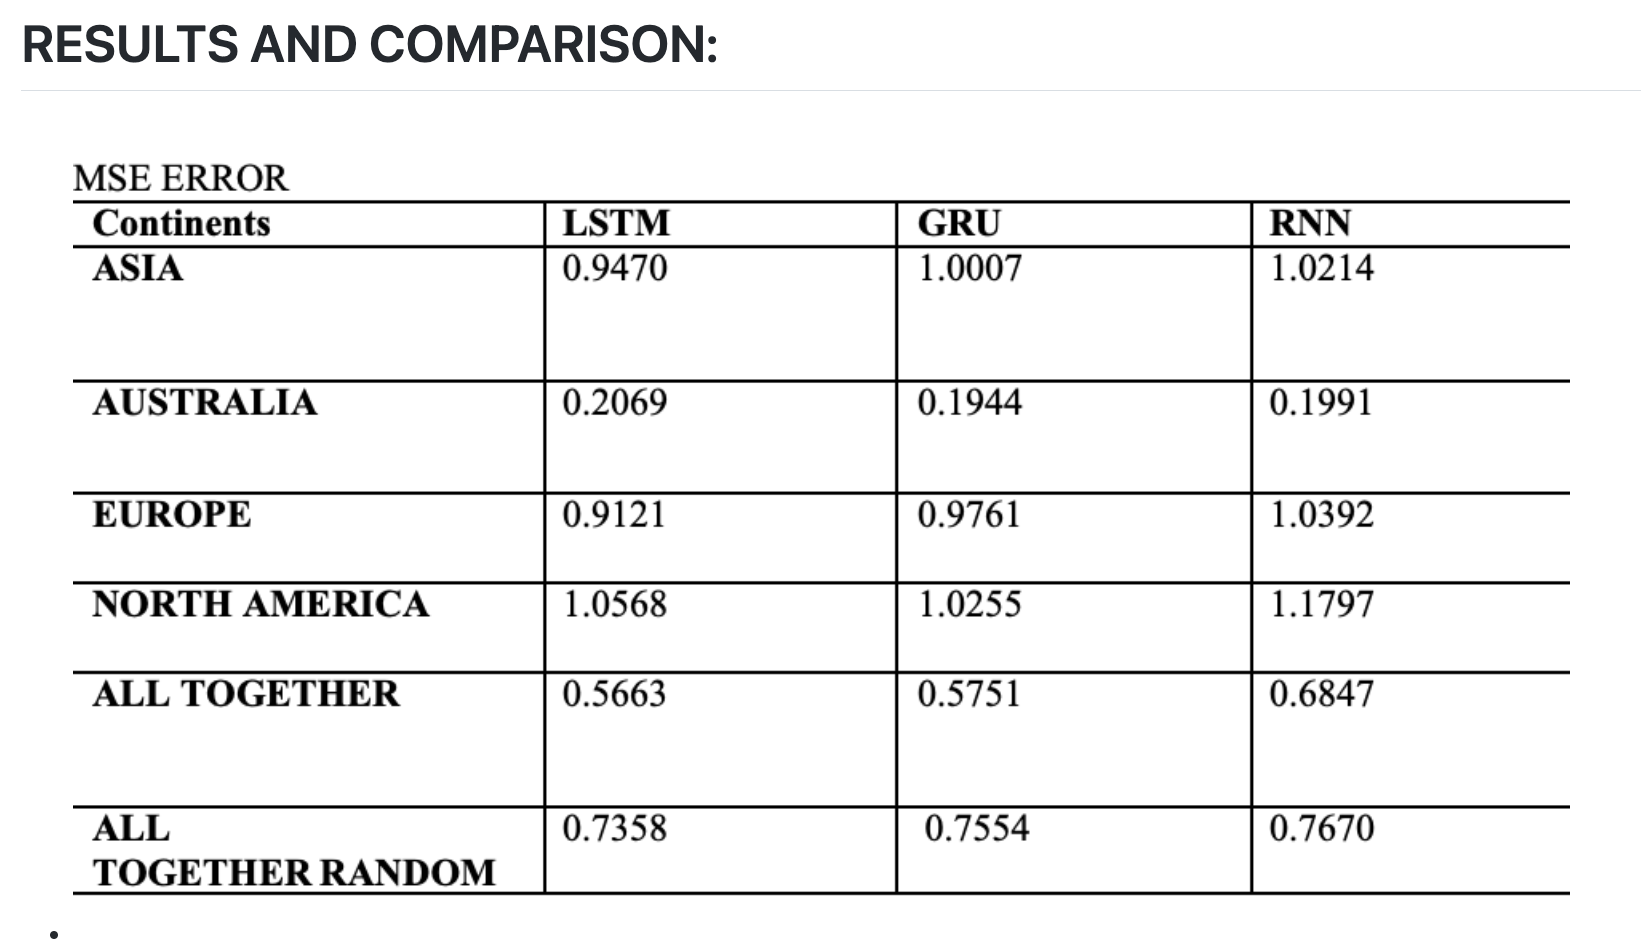 RESULTS AND COMPARISON:
MSE ERROR
Continents LSTM GRU RNN
ASIA 0.9470 1.0007 1.0214
AUSTRALIA 0.2069 0.1944 0.1991
EUROPE 0.9121 0.9761 1.0392
NORTH AMERICA 1.0568 1.0255 1.1797
ALL TOGETHER 0.5663 0.5751 0.6847
ALL 0.7358 0.7554 0.7670
TOGETHER RANDOM